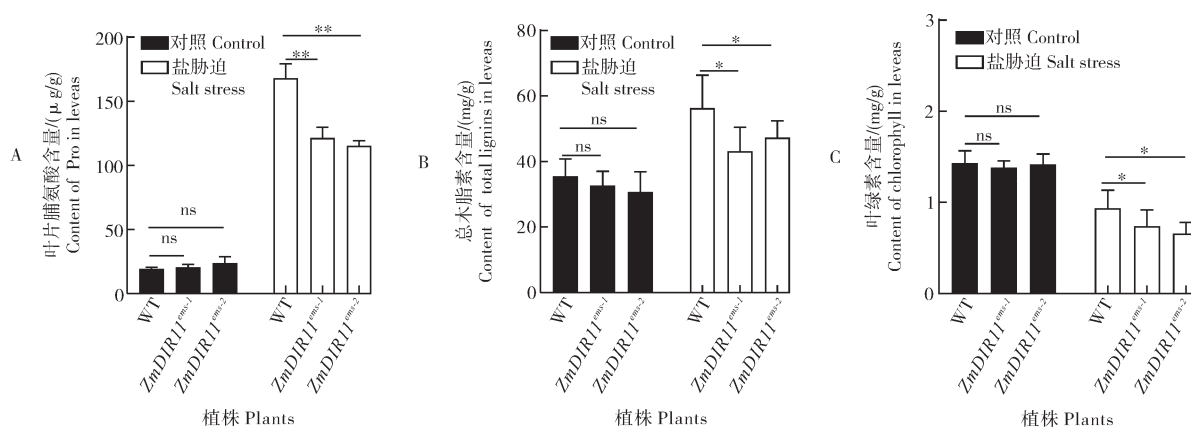 A
叶片脯氨酸含量/(μ g/g)
Content of Pro in leveas
200
150
100
50
0
对照 Control
盐胁迫
Salt stress
**
**
ns
ns
WT
ZmDIR11ems-1
ZmDIR11ems-2
WT
ZmDIR11ems-1
ZmDIR11ems-2
植株 Plants
B
总木脂素含量/(mg/g)
Content of total lignins in leveas
80
60
40
20
0
对照 Control
盐胁迫
Salt stress
*
*
ns
ns
WT
ZmDIR11ems-1
ZmDIR11ems-2
WT
ZmDIR11ems-1
ZmDIR11ems-2
植株 Plants
C
叶绿素含量/(mg/g)
Content of chlorophyll in leveas
3
2
1
0
对照 Control
盐胁迫 Salt stress
ns
ns
*
*
WT
ZmDIR11ems-1
ZmDIR11ems-2
WT
ZmDIR11ems-1
ZmDIR11ems-2
植株 Plants